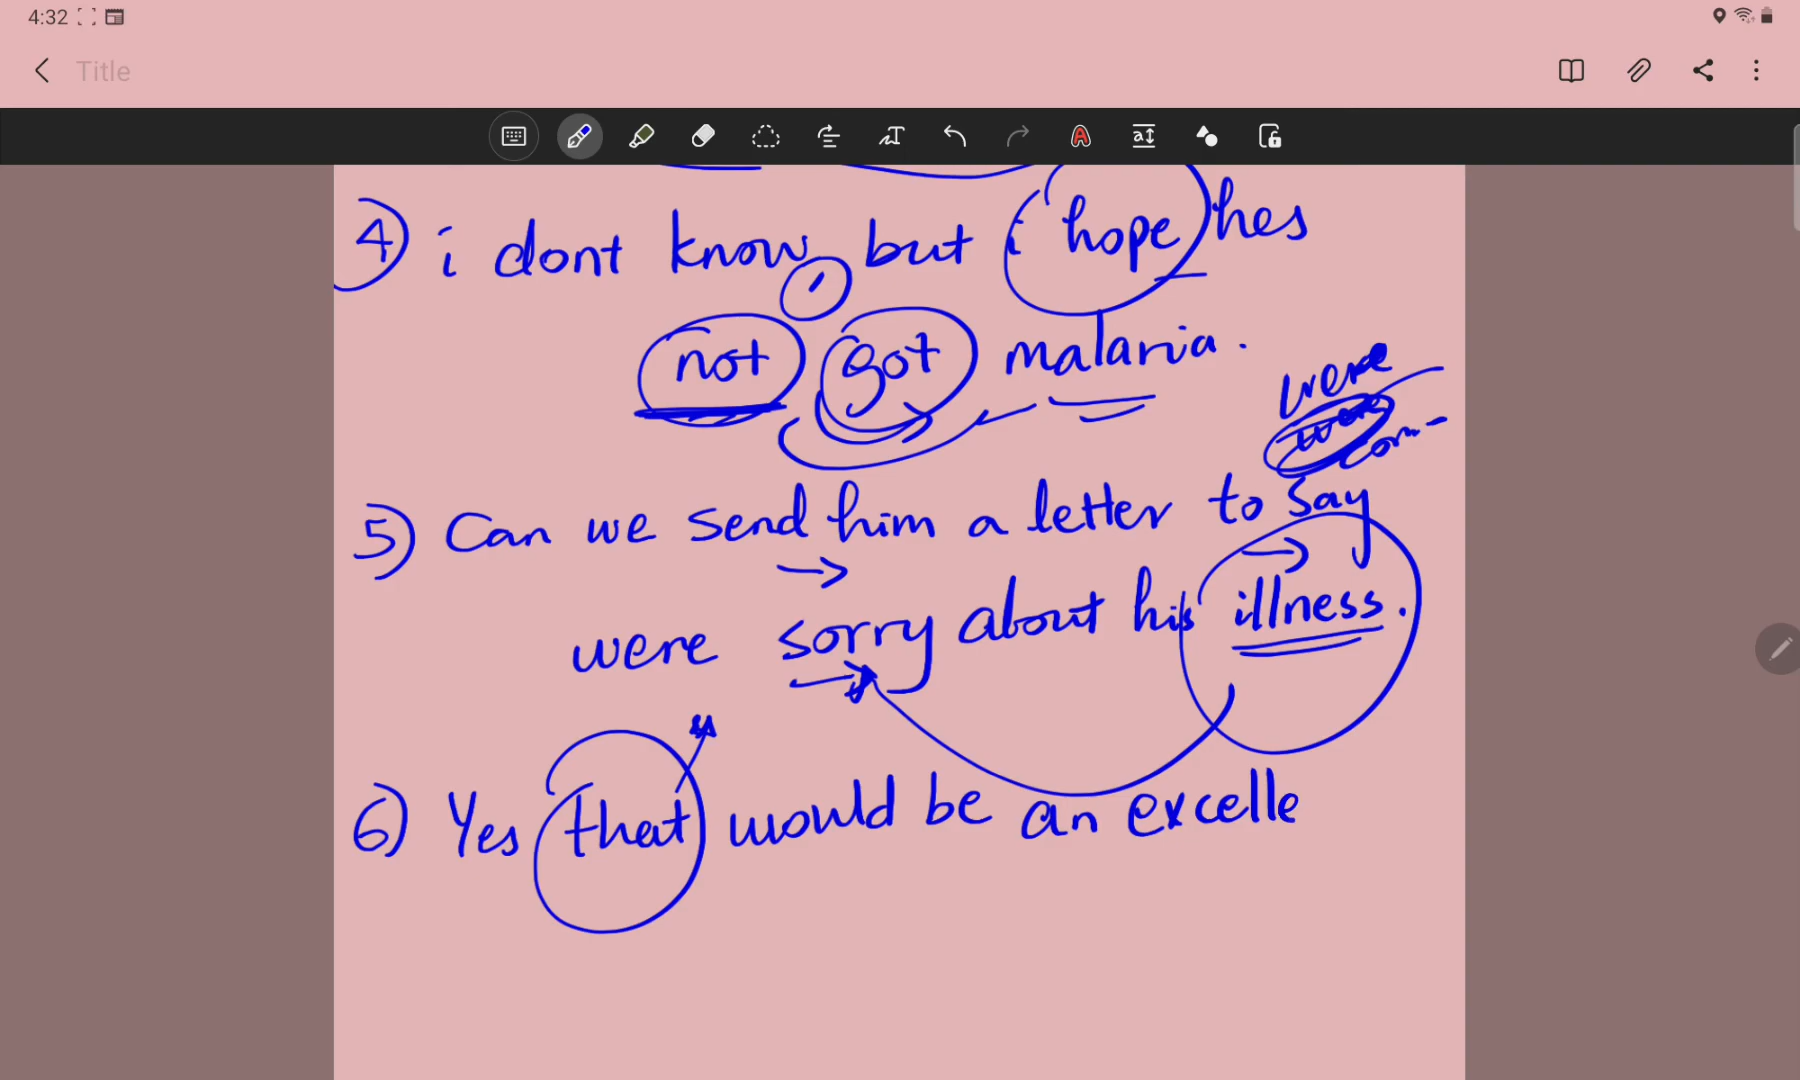 4:32
Title
4) i dont know, but i hope hes
not got malaria.
were
com-
5) Can we send him a letter to say
were sorry about his illness.
6) Yes that would be an excelle